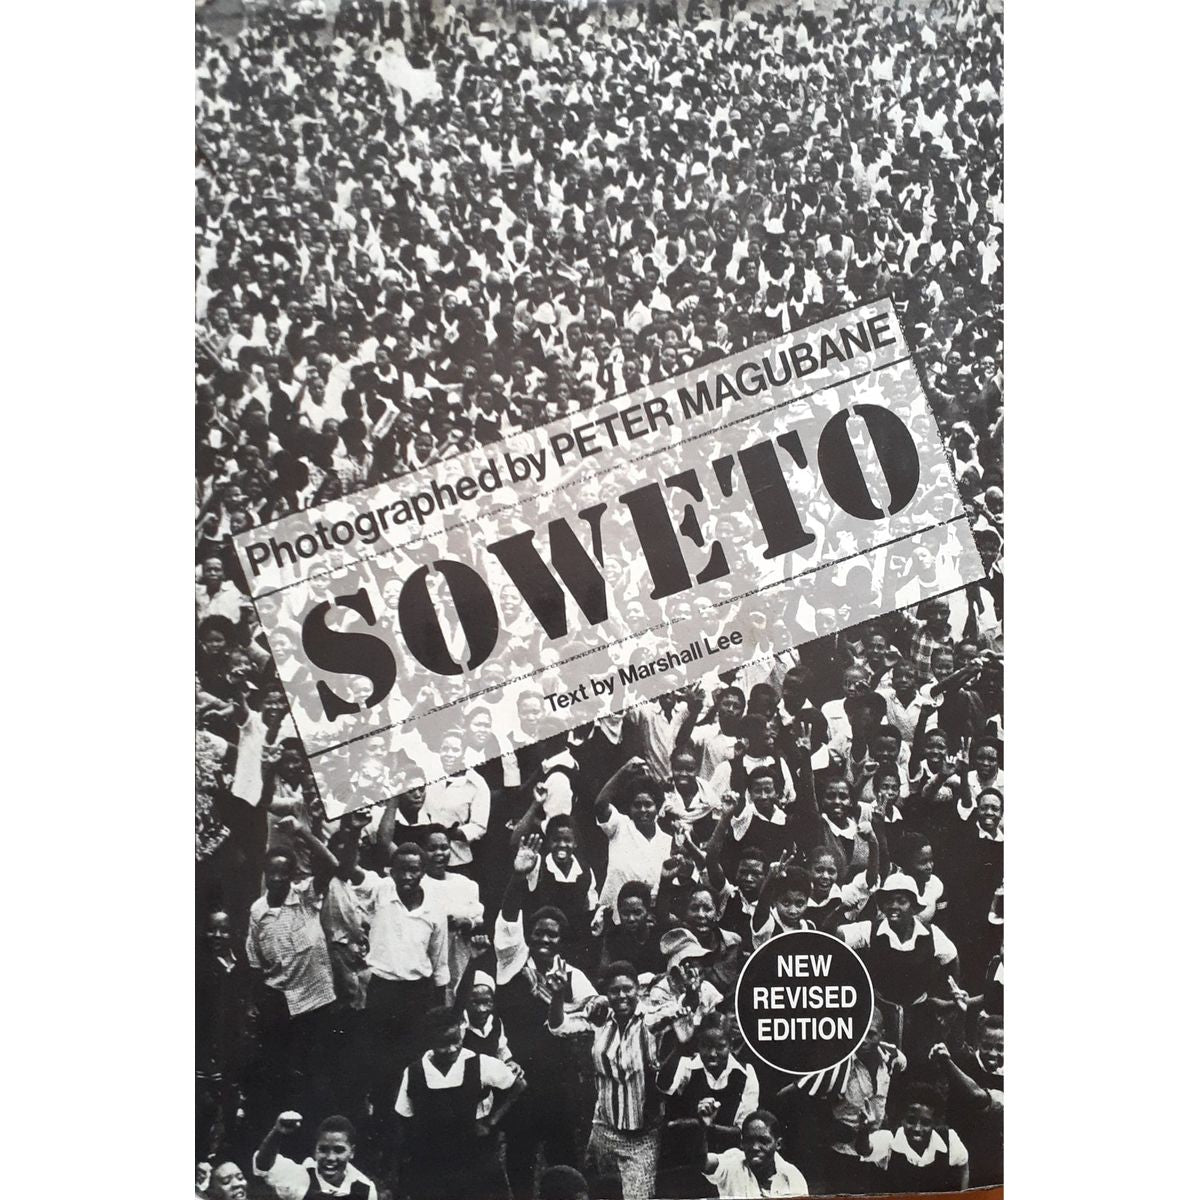 Photographed by PETER MAGUBANE
SOWETO
Text by Marshall Lee
NEW
REVISED
EDITION